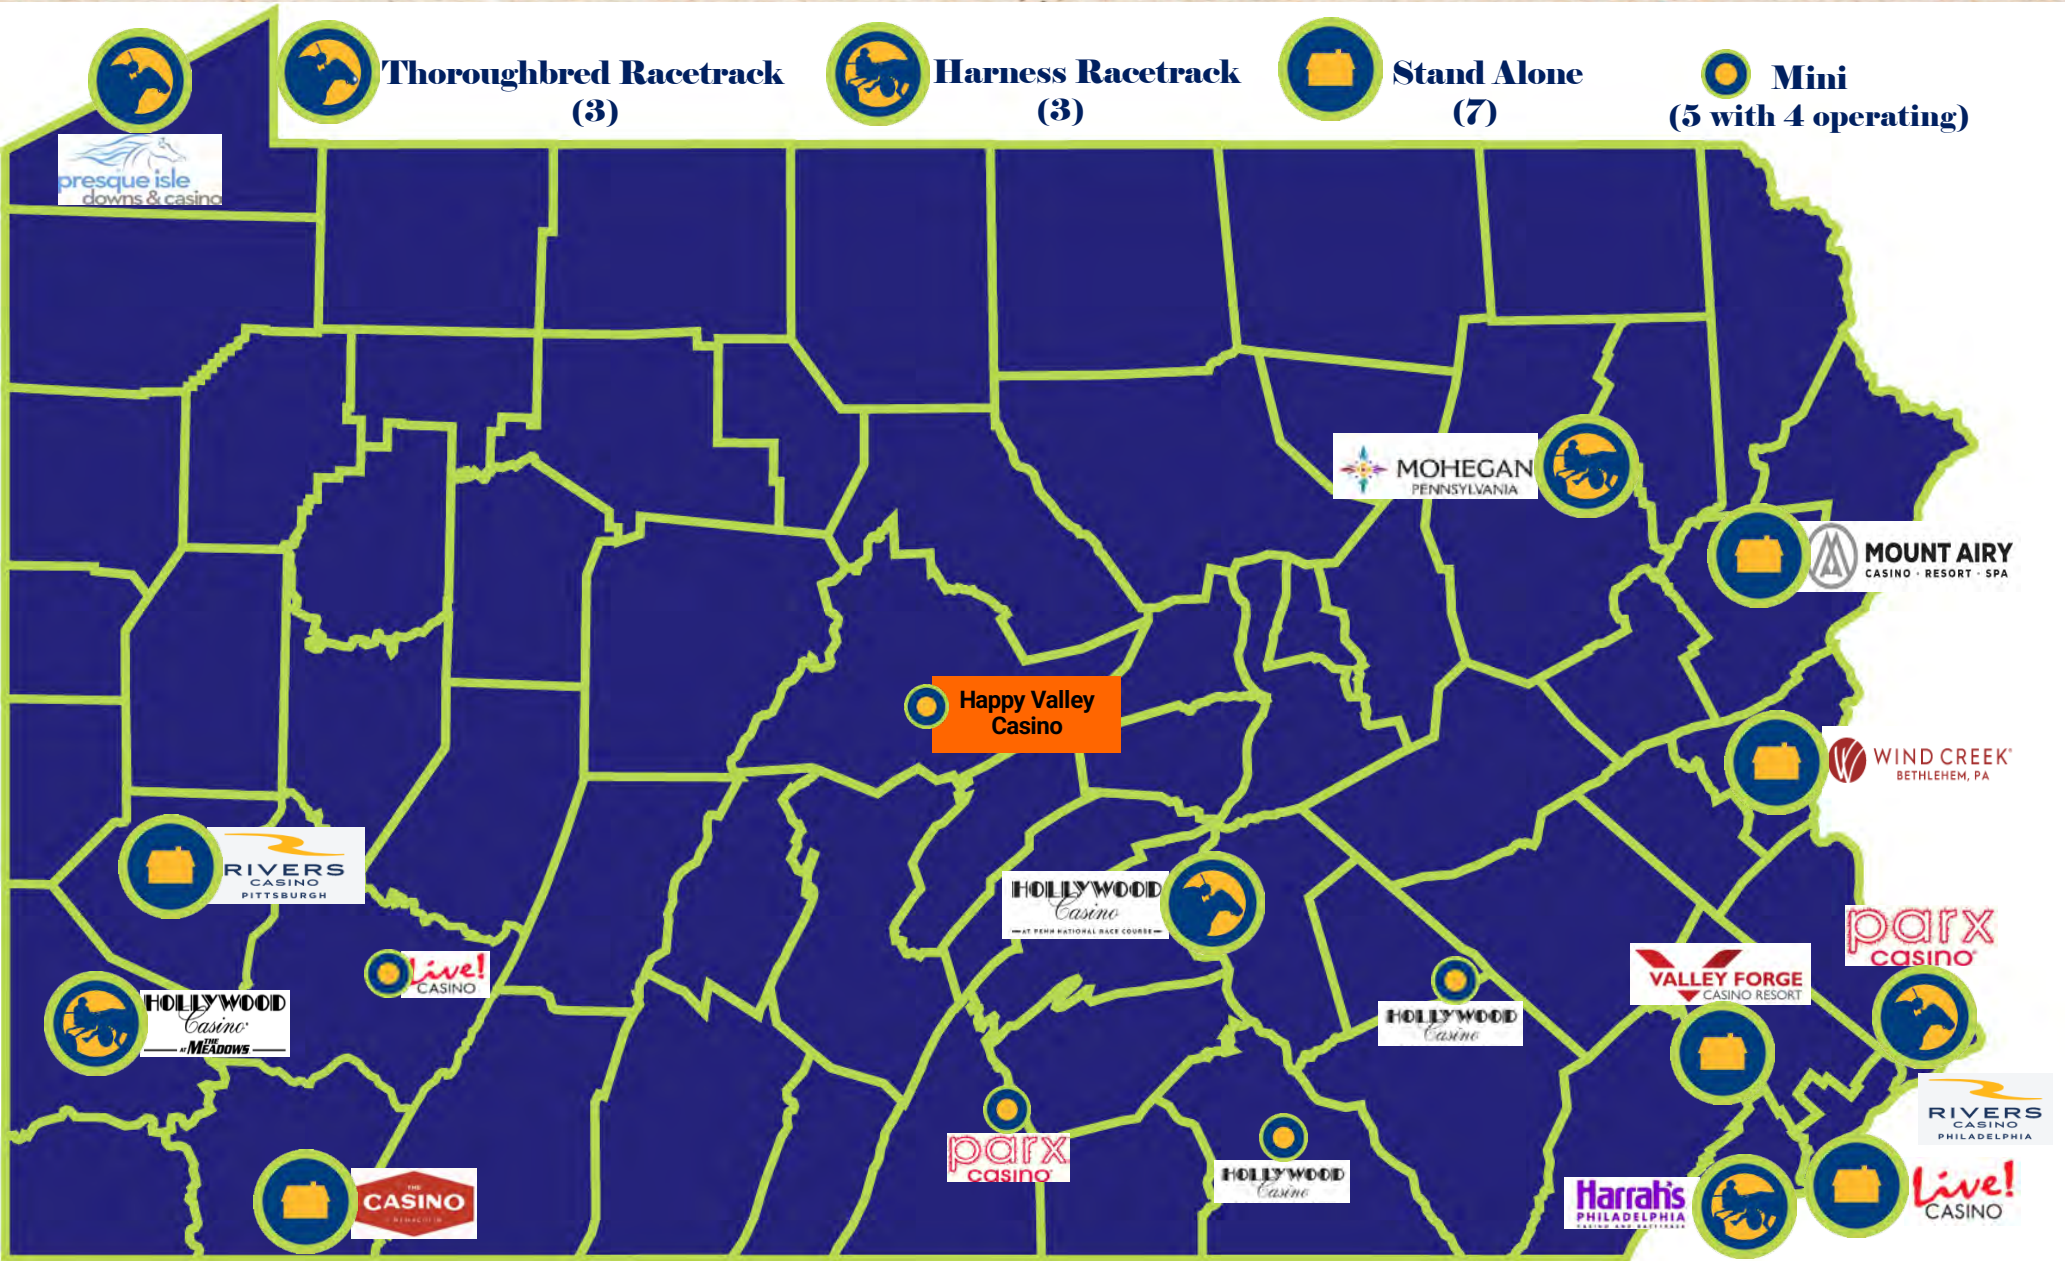 Thoroughbred Racetrack
(3)
Harness Racetrack
(3)
Stand Alone
(7)
Mini
(5 with 4 operating)
presque isle
downs & casino
MOHEGAN
PENNSYLVANIA
MOUNT AIRY
CASINO · RESORT · SPA
Happy Valley
Casino
WIND CREEK
BETHLEHEM, PA
RIVERS
CASINO
PITTSBURGH
HOLLYWOOD
Casino
AT PENN NATIONAL RACE COURSE
Live!
CASINO
parx
casino
VALLEY FORGE
CASINO RESORT
HOLLYWOOD
Casino
AT THE MEADOWS
HOLLYWOOD
Casino
RIVERS
CASINO
PHILADELPHIA
parx
casino
HOLLYWOOD
Casino
THE
CASINO
Harrah's
PHILADELPHIA
Live!
CASINO